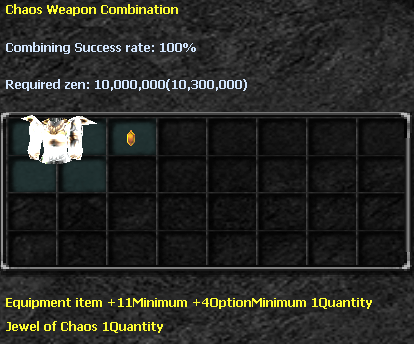 Chaos Weapon Combination
Combining Success rate: 100%
Required zen: 10,000,000(10,300,000)
Equipment item +11Minimum +4OptionMinimum 1Quantity
Jewel of Chaos 1Quantity